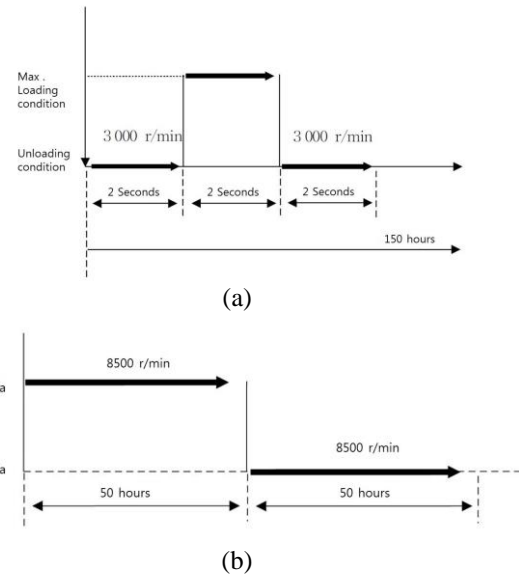 Max .
Loading
condition
3 000 r/min
3 000 r/min
Unloading
condition
2 Seconds
2 Seconds
2 Seconds
150 hours
(a)
8500 r/min
a
8500 r/min
a
50 hours
50 hours
(b)